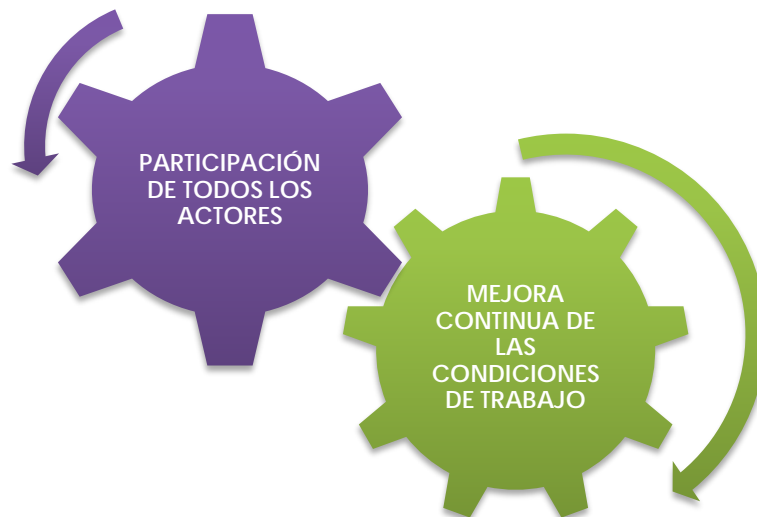 PARTICIPACIÓN
DE TODOS LOS
ACTORES
MEJORA
CONTINUA DE
LAS
CONDICIONES
DE TRABAJO